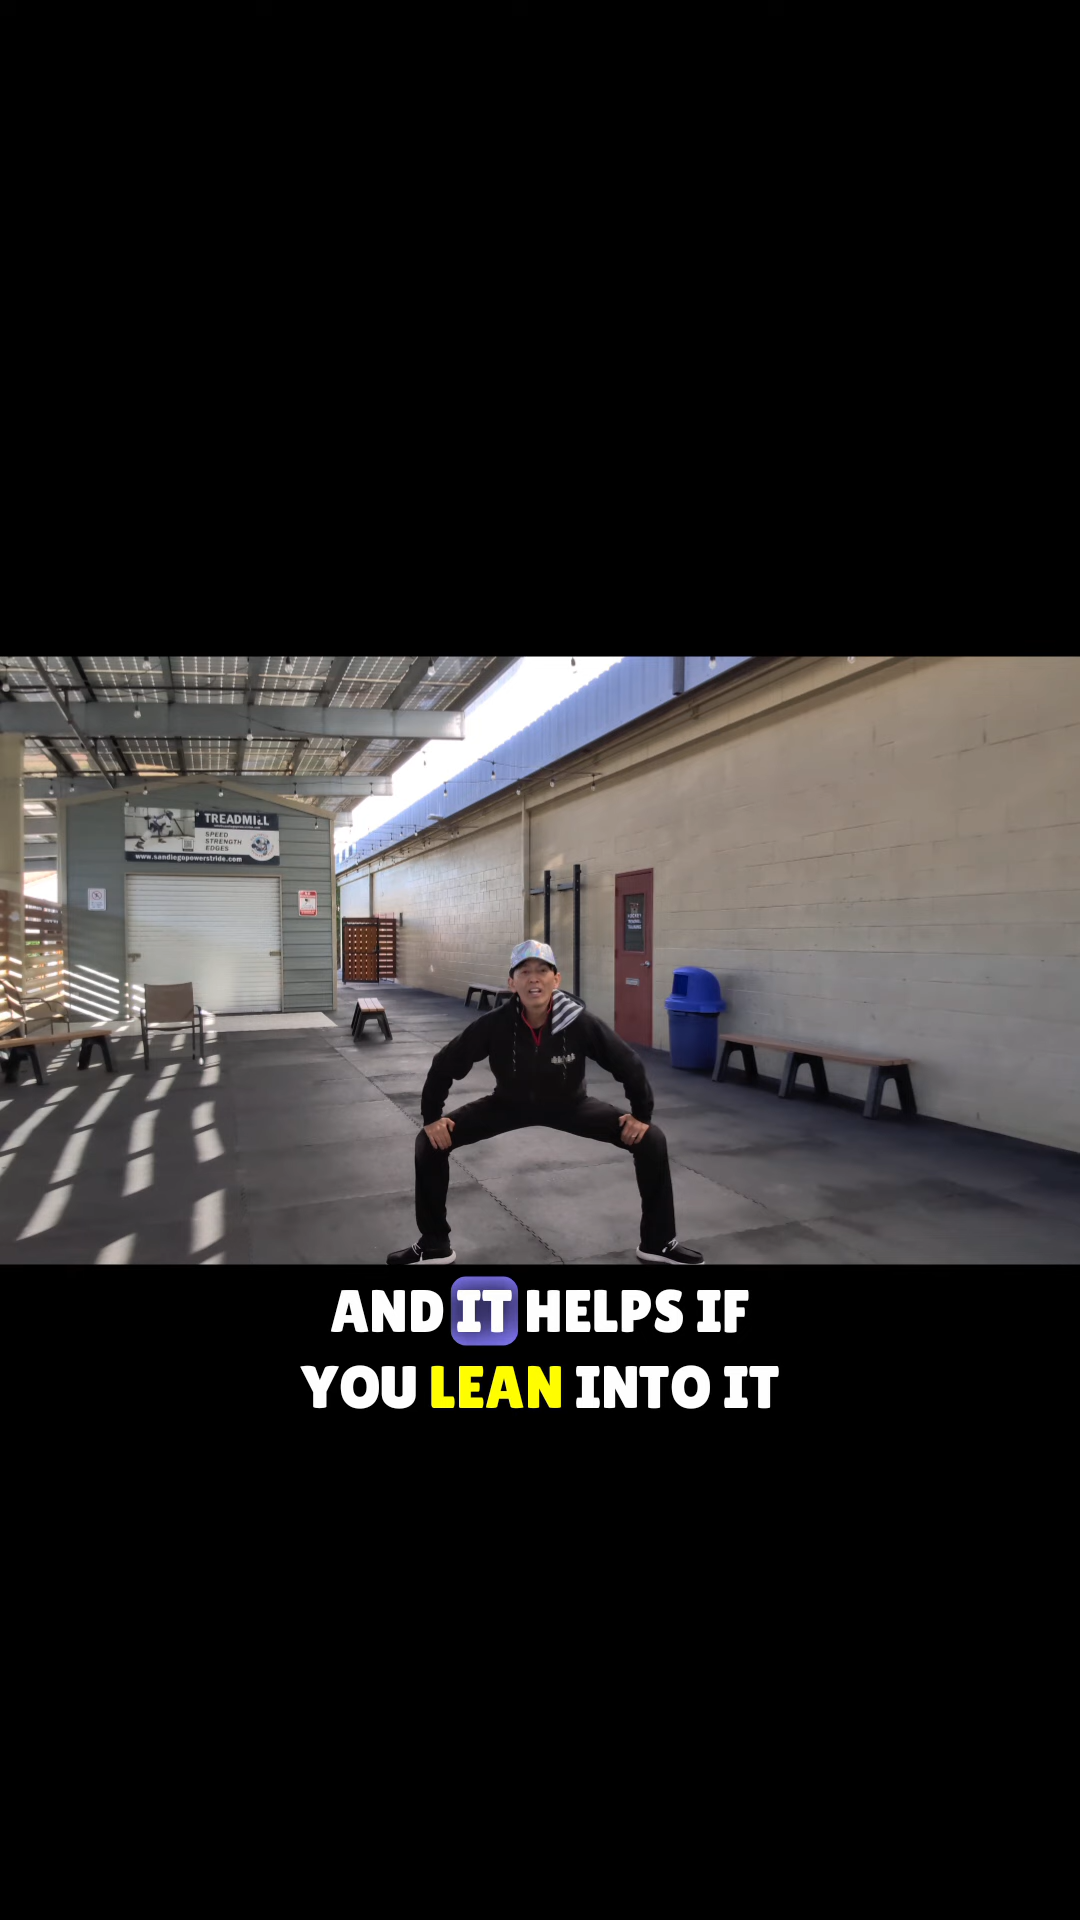 TREADMILL
SPEED
STRENGTH
EDGES
www.sandiegopowerstride.com
AND IT HELPS IF
YOU LEAN INTO IT